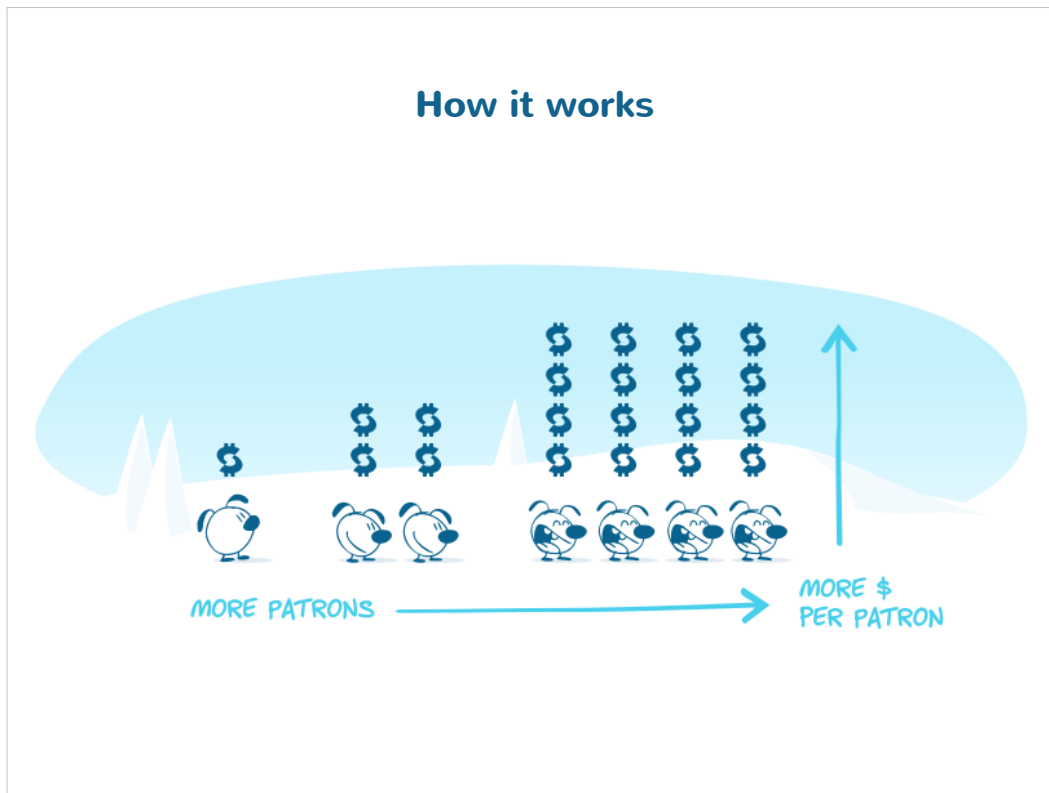 How it works
$ $ $ $
$ $ $ $
$ $ $ $ $ $
$ $ $ $ $ $ $
MORE PATRONS
MORE $
PER PATRON